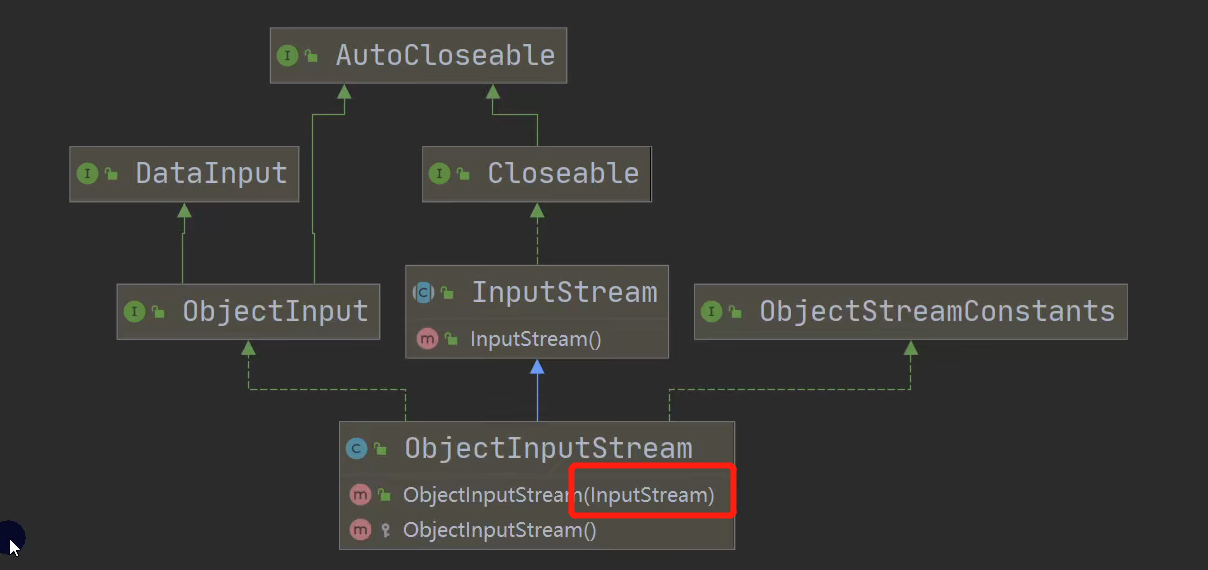 AutoCloseable
DataInput
Closeable
ObjectInput
InputStream
InputStream()
ObjectStreamConstants
ObjectInputStream
ObjectInputStream(InputStream)
ObjectInputStream()